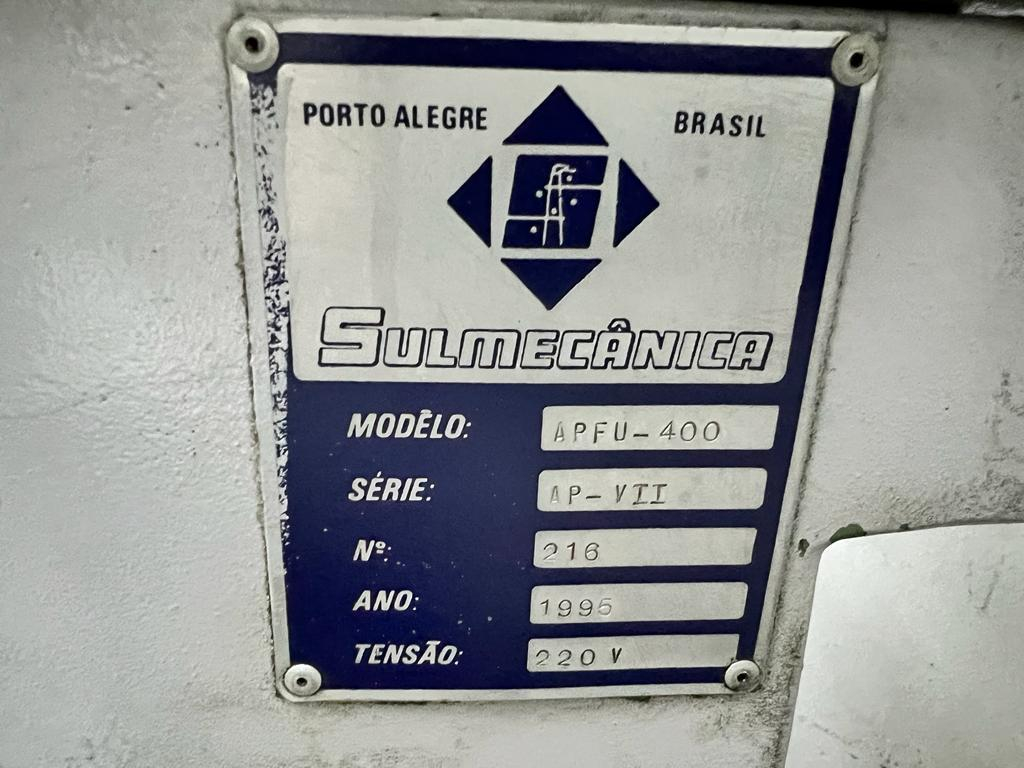 PORTO ALEGRE BRASIL
SULMECÂNICA
MODÊLO: APFU-400
SÉRIE: AP-VII
Nº: 216
ANO: 1995
TENSÃO: 220 V